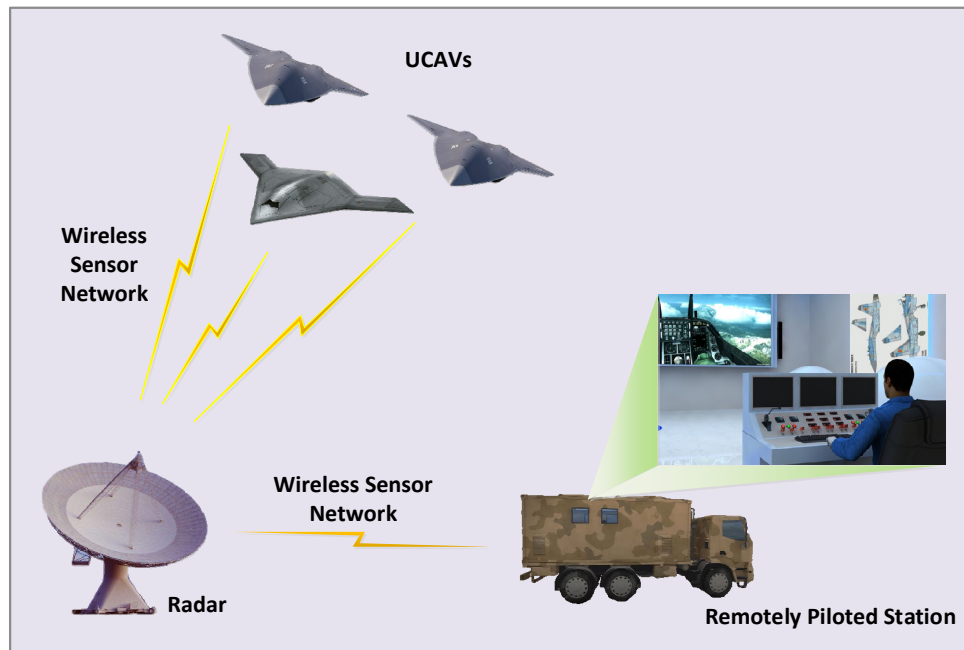 UCAVs
Wireless
Sensor
Network
Wireless Sensor
Network
Radar
Remotely Piloted Station